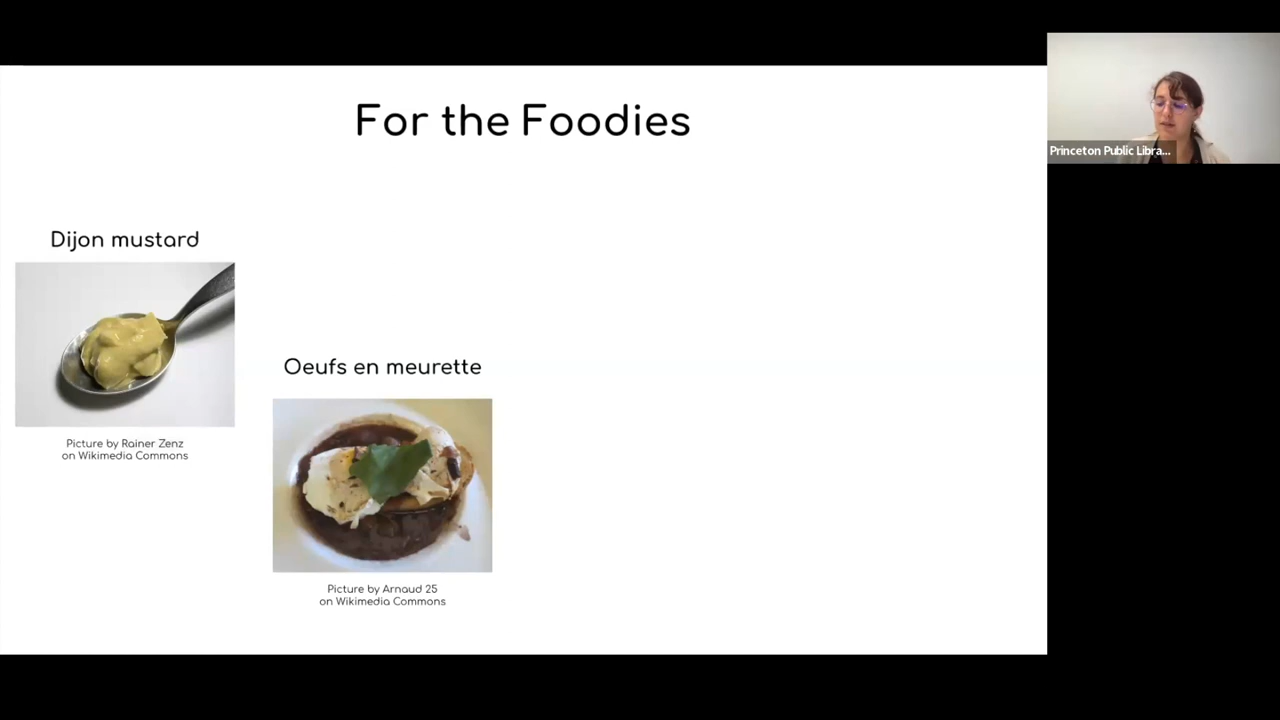 For the Foodies
Princeton Public Libra...
Dijon mustard
Picture by Rainer Zenz
on Wikimedia Commons
Oeufs en meurette
Picture by Arnaud 25
on Wikimedia Commons